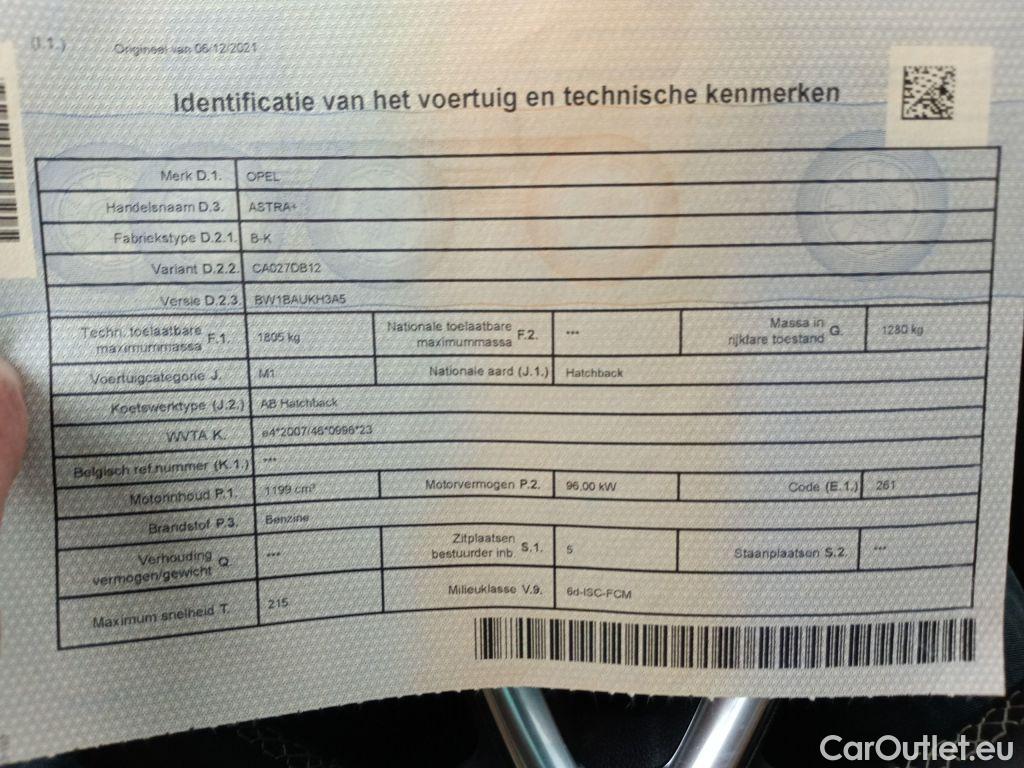 (I.1.) Origineel van 06/12/2021
Identificatie van het voertuig en technische kenmerken
Merk D.1. OPEL
Handelsnaam D.3. ASTRA+
Fabriekstype D.2.1. B-K
Variant D.2.2. CA027DB12
Versie D.2.3. BW1BAUKH3A5
Techn. toelaatbare maximummassa F.1. 1805 kg Nationale toelaatbare maximummassa F.2. *** Massa in rijklare toestand G. 1280 kg
Voertuigcategorie J. M1 Nationale aard (J.1.) Hatchback
Koetswerktype (J.2.) AB Hatchback
WVTA K. e4*2007/46*0996*23
Belgisch ref.nummer (K.1.) ***
Motorinhoud P.1. 1199 cm³ Motorvermogen P.2. 96.00 kW Code (E.1.) 261
Brandstof P.3. Benzine
Verhouding vermogen/gewicht Q. *** Zitplaatsen bestuurder inb. S.1. 5 Staanplaatsen S.2. ***
Maximum snelheid T. 215 Milieuklasse V.9. 6d-ISC-FCM
CarOutlet.eu